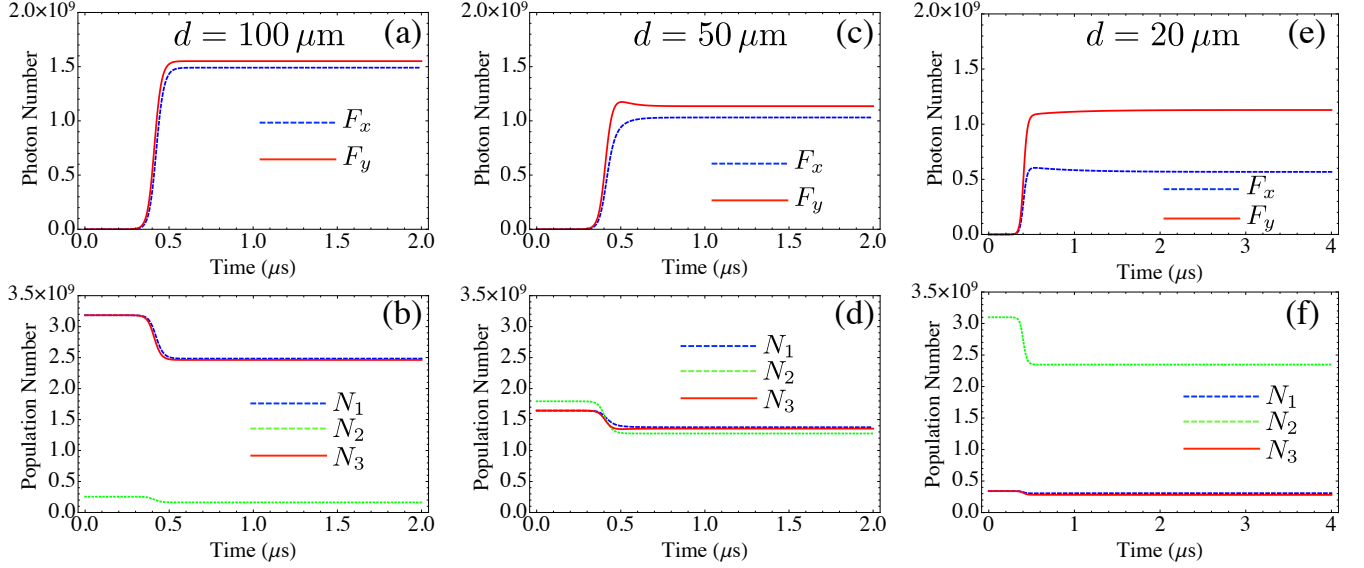 (a)
d = 100 μm
2.0×10⁹
1.5
1.0
0.5
0.0
Photon Number
F_x
F_y
0.0 0.5 1.0 1.5 2.0
Time (μs)
(c)
d = 50 μm
2.0×10⁹
1.5
1.0
0.5
0.0
Photon Number
F_x
F_y
0.0 0.5 1.0 1.5 2.0
Time (μs)
(e)
d = 20 μm
2.0×10⁹
1.5
1.0
0.5
0.0
Photon Number
F_x
F_y
0 1 2 3 4
Time (μs)
(b)
3.5×10⁹
3.0
2.5
2.0
1.5
1.0
0.5
0.0
Population Number
N_1
N_2
N_3
0.0 0.5 1.0 1.5 2.0
Time (μs)
(d)
3.5×10⁹
3.0
2.5
2.0
1.5
1.0
0.5
0.0
Population Number
N_1
N_2
N_3
0.0 0.5 1.0 1.5 2.0
Time (μs)
(f)
3.5×10⁹
3.0
2.5
2.0
1.5
1.0
0.5
0.0
Population Number
N_1
N_2
N_3
0 1 2 3 4
Time (μs)